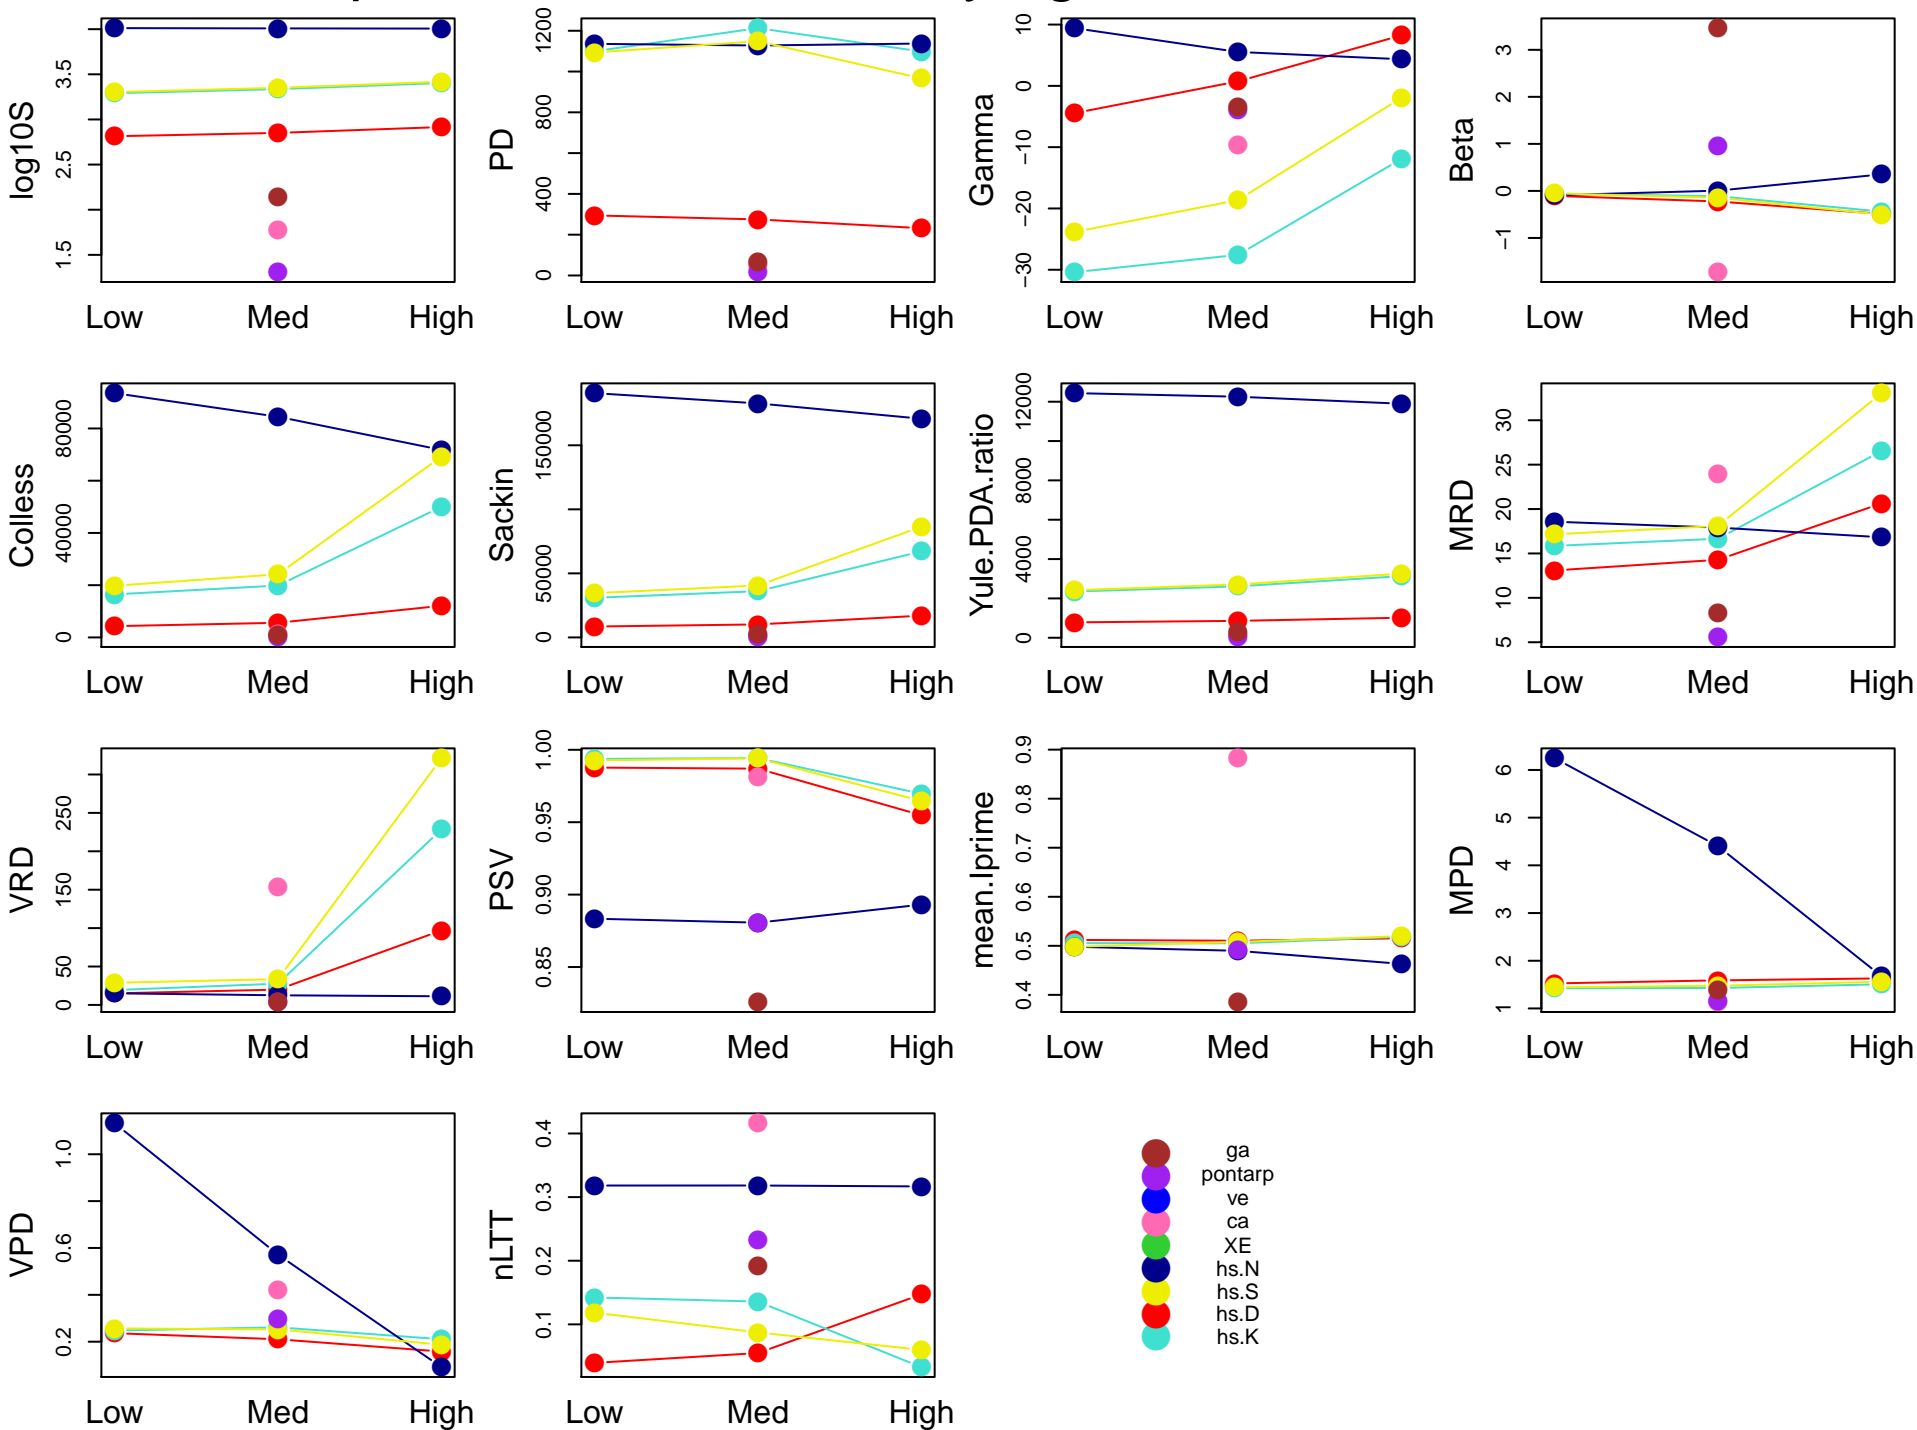 log10S
1.5 2.5 3.5
Low Med High
PD
0 400 800 1200
Low Med High
Gamma
−30 −20 −10 0 10
Low Med High
Beta
−1 0 1 2 3
Low Med High
Colless
0 40000 80000
Low Med High
Sackin
0 50000 150000
Low Med High
Yule.PDA.ratio
0 4000 8000 12000
Low Med High
MRD
5 10 15 20 25 30
Low Med High
VRD
0 50 150 250
Low Med High
PSV
0.85 0.90 0.95 1.00
Low Med High
mean.Iprime
0.4 0.5 0.6 0.7 0.8 0.9
Low Med High
MPD
1 2 3 4 5 6
Low Med High
VPD
0.2 0.6 1.0
Low Med High
nLTT
0.1 0.2 0.3 0.4
Low Med High
ga
pontarp
ve
ca
XE
hs.N
hs.S
hs.D
hs.K